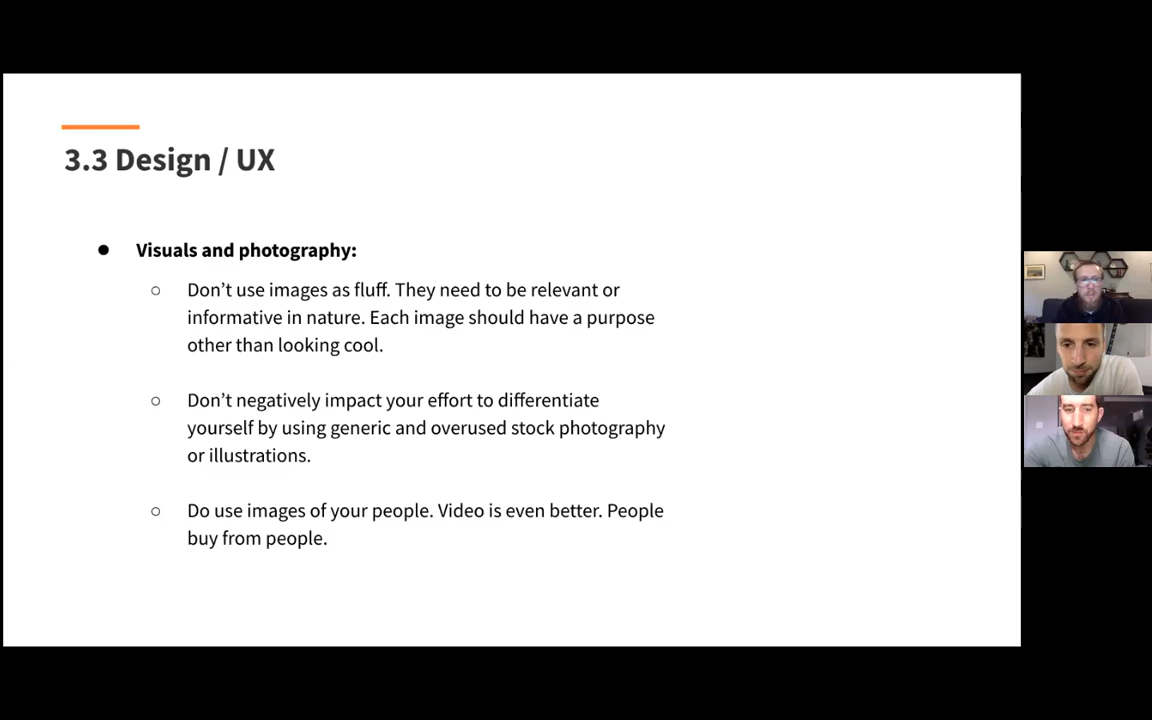 3.3 Design / UX
● Visuals and photography:
○ Don’t use images as fluff. They need to be relevant or
informative in nature. Each image should have a purpose
other than looking cool.
○ Don’t negatively impact your effort to differentiate
yourself by using generic and overused stock photography
or illustrations.
○ Do use images of your people. Video is even better. People
buy from people.